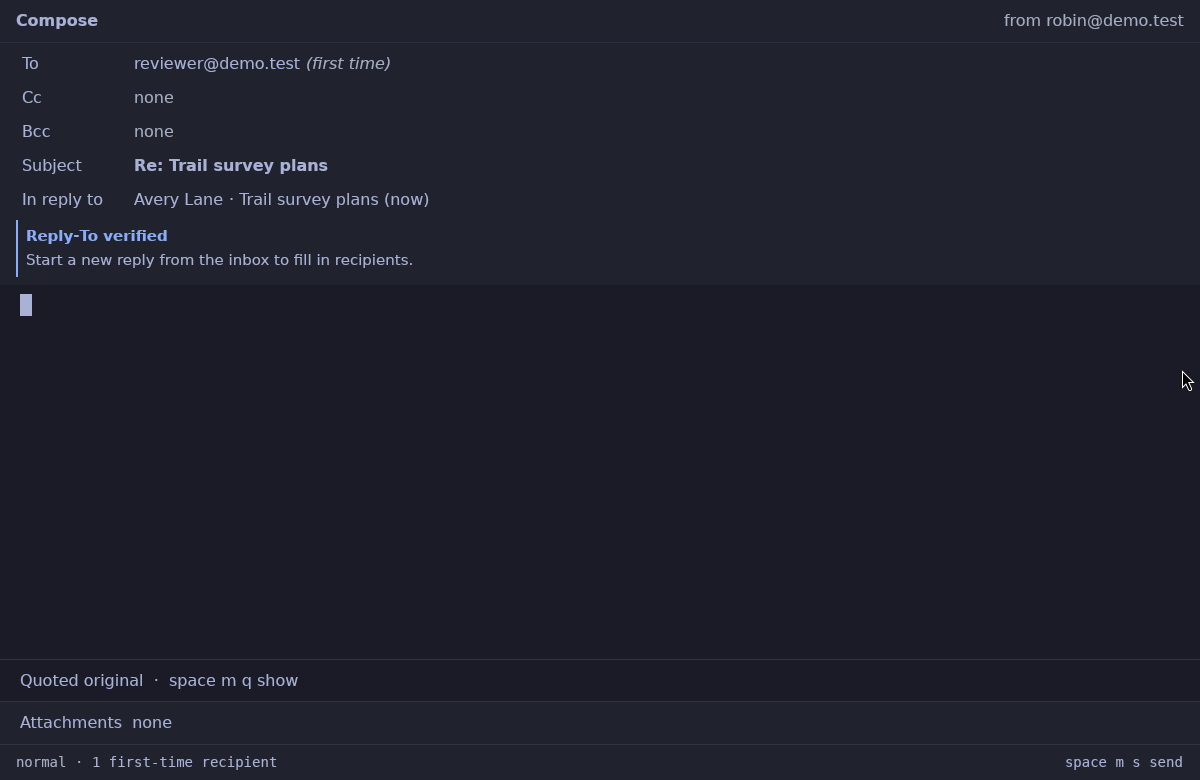 Compose
from robin@demo.test
To reviewer@demo.test (first time)
Cc none
Bcc none
Subject Re: Trail survey plans
In reply to Avery Lane · Trail survey plans (now)
Reply-To verified
Start a new reply from the inbox to fill in recipients.
Quoted original · space m q show
Attachments none
normal · 1 first-time recipient
space m s send